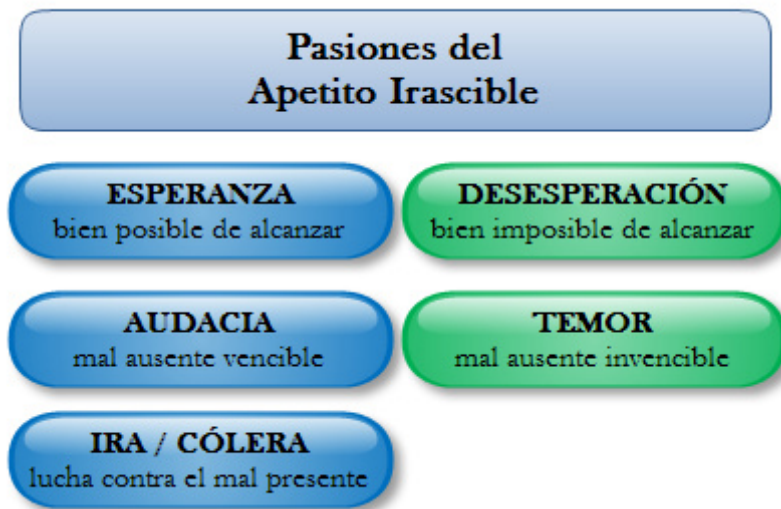 Pasiones del
Apetito Irascible
ESPERANZA
bien posible de alcanzar
DESESPERACIÓN
bien imposible de alcanzar
AUDACIA
mal ausente vencible
TEMOR
mal ausente invencible
IRA / CÓLERA
lucha contra el mal presente